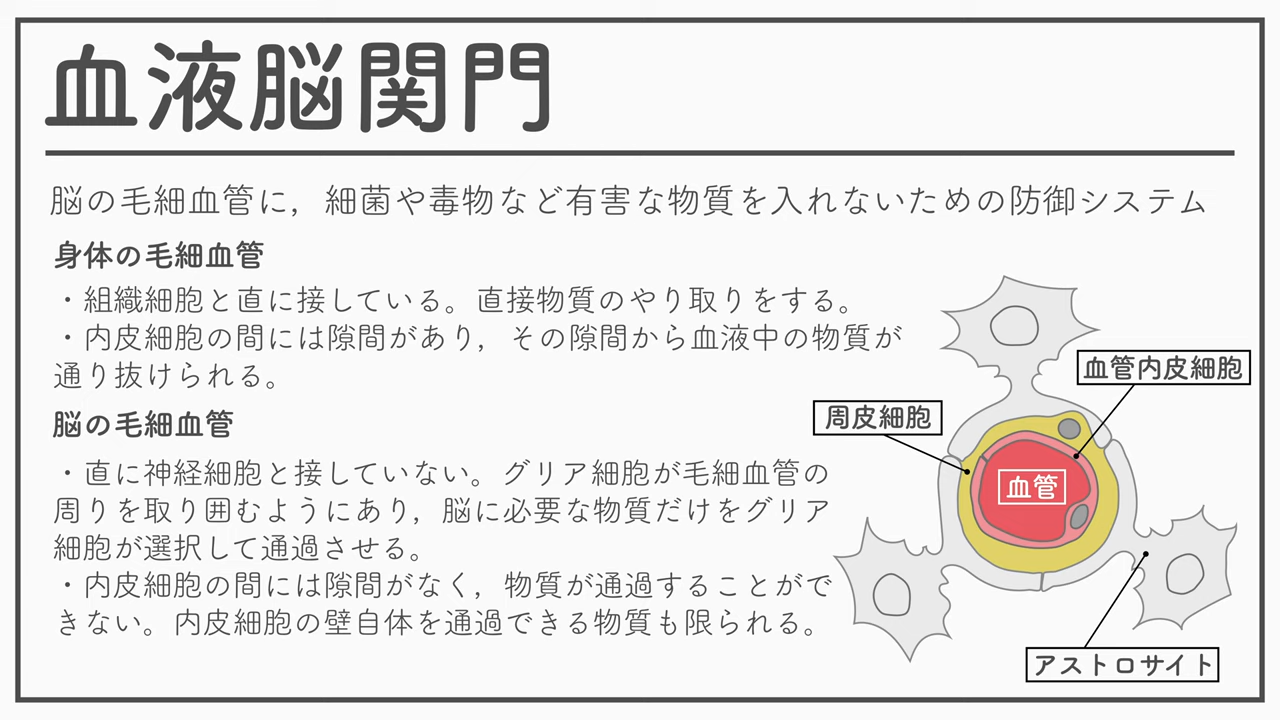 血液脳関門
脳の毛細血管に，細菌や毒物など有害な物質を入れないための防御システム
身体の毛細血管
・組織細胞と直に接している。直接物質のやり取りをする。
・内皮細胞の間には隙間があり，その隙間から血液中の物質が
通り抜けられる。
脳の毛細血管
・直に神経細胞と接していない。グリア細胞が毛細血管の
周りを取り囲むようにあり，脳に必要な物質だけをグリア
細胞が選択して通過させる。
・内皮細胞の間には隙間がなく，物質が通過することがで
きない。内皮細胞の壁自体を通過できる物質も限られる。
血管内皮細胞
周皮細胞
血管
アストロサイト